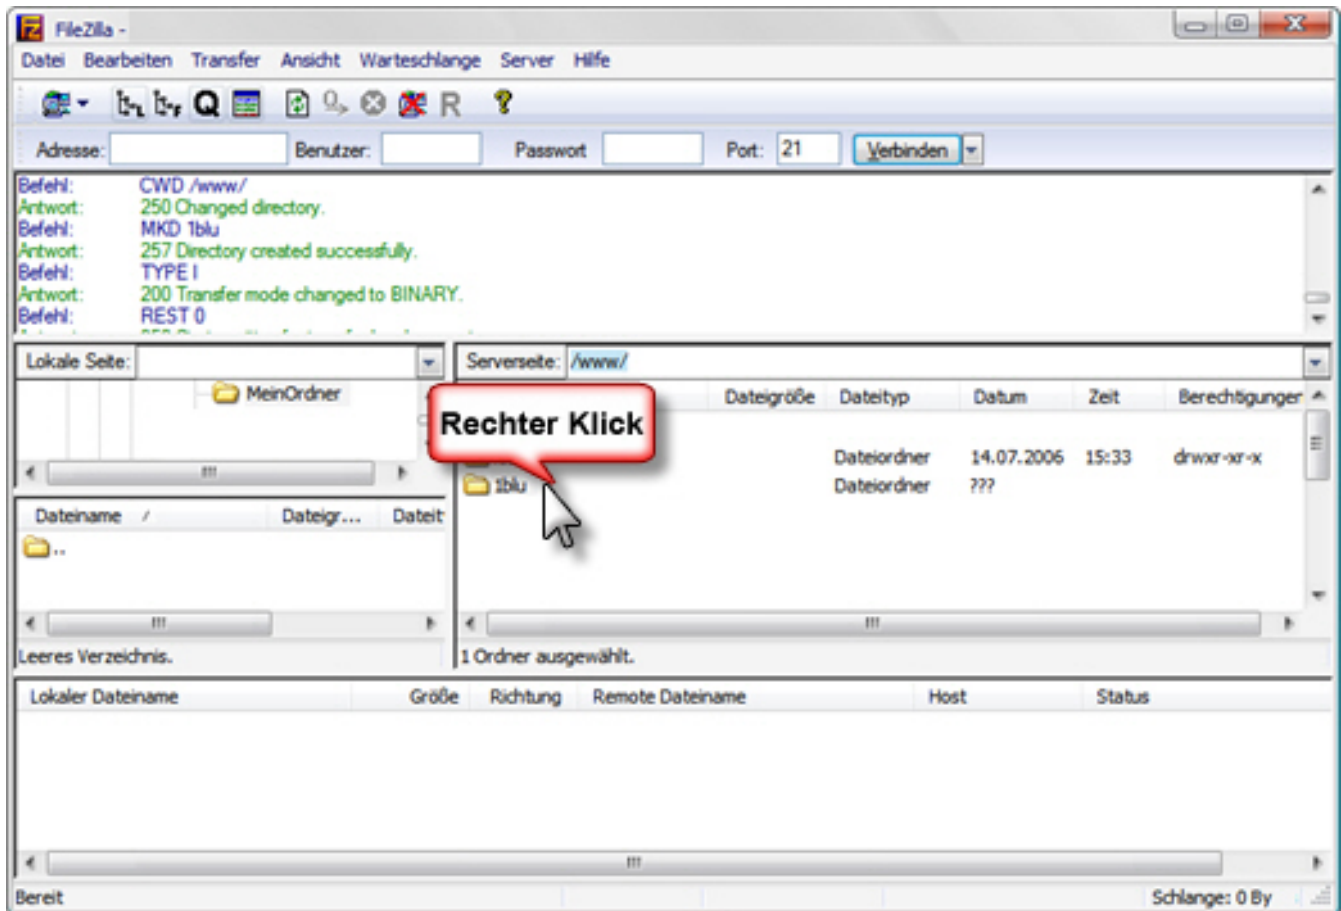 FileZilla -
Datei Bearbeiten Transfer Ansicht Warteschlange Server Hilfe
Adresse: Benutzer: Passwort Port: 21 Verbinden
Befehl: CWD /www/
Antwort: 250 Changed directory.
Befehl: MKD 1blu
Antwort: 257 Directory created successfully.
Befehl: TYPE I
Antwort: 200 Transfer mode changed to BINARY.
Befehl: REST 0
Lokale Seite:
Serverseite: /www/
MeinOrdner
Dateigröße Dateityp Datum Zeit Berechtigungen
Rechter Klick
Dateiordner 14.07.2006 15:33 drwxr-xr-x
1blu Dateiordner ???
Dateiname / Dateigr... Dateit
..
Leeres Verzeichnis.
1 Ordner ausgewählt.
Lokaler Dateiname Größe Richtung Remote Dateiname Host Status
Bereit
Schlange: 0 By